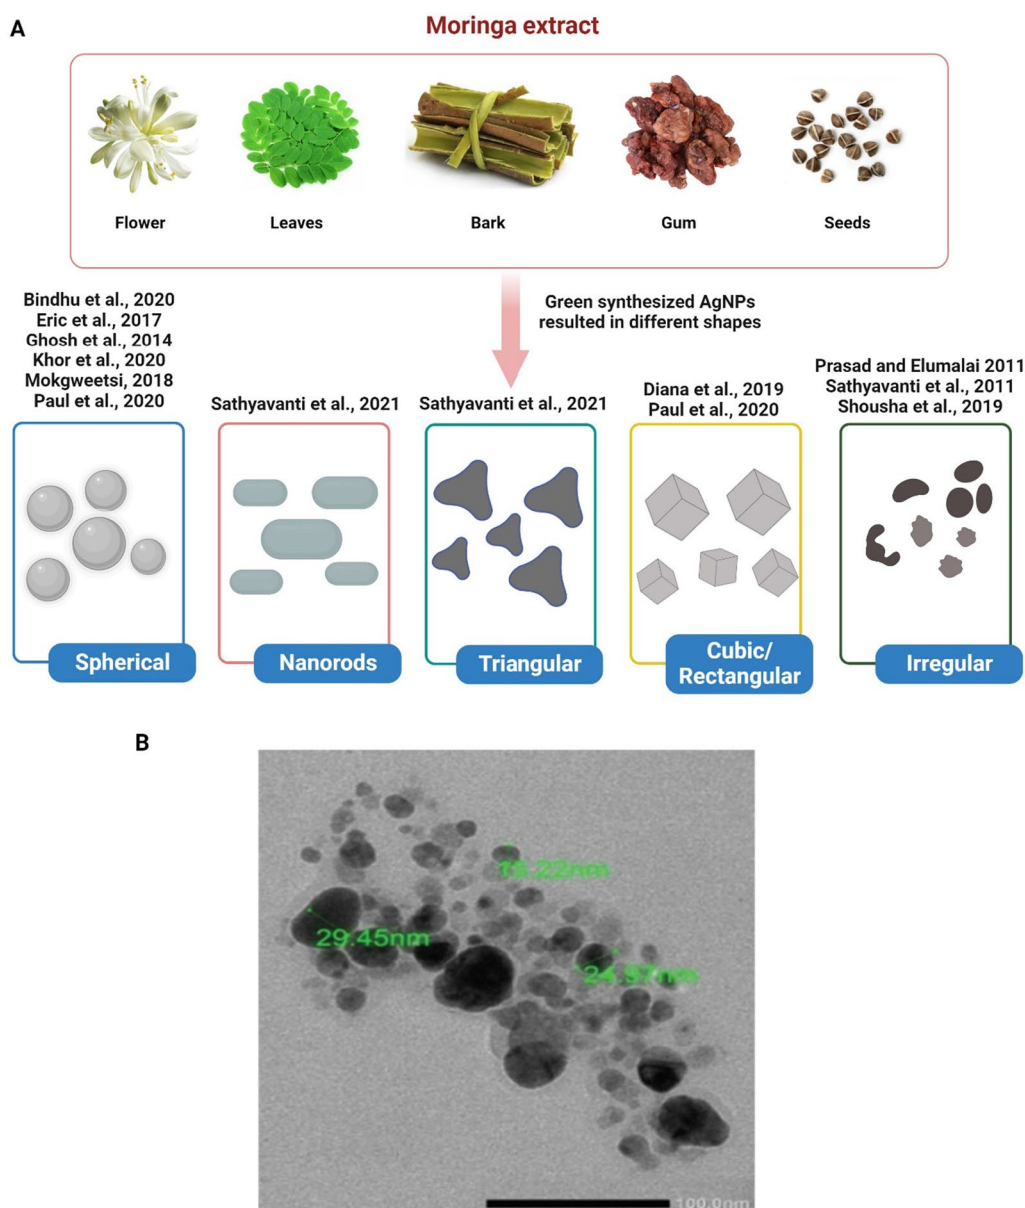 A
Moringa extract
Flower
Leaves
Bark
Gum
Seeds
Green synthesized AgNPs
resulted in different shapes
Bindhu et al., 2020
Eric et al., 2017
Ghosh et al., 2014
Khor et al., 2020
Mokgweetsi, 2018
Paul et al., 2020
Spherical
Sathyavanti et al., 2021
Nanorods
Sathyavanti et al., 2021
Triangular
Diana et al., 2019
Paul et al., 2020
Cubic/
Rectangular
Prasad and Elumalai 2011
Sathyavanti et al., 2011
Shousha et al., 2019
Irregular
B
15.22nm
29.45nm
24.97nm
100.0nm